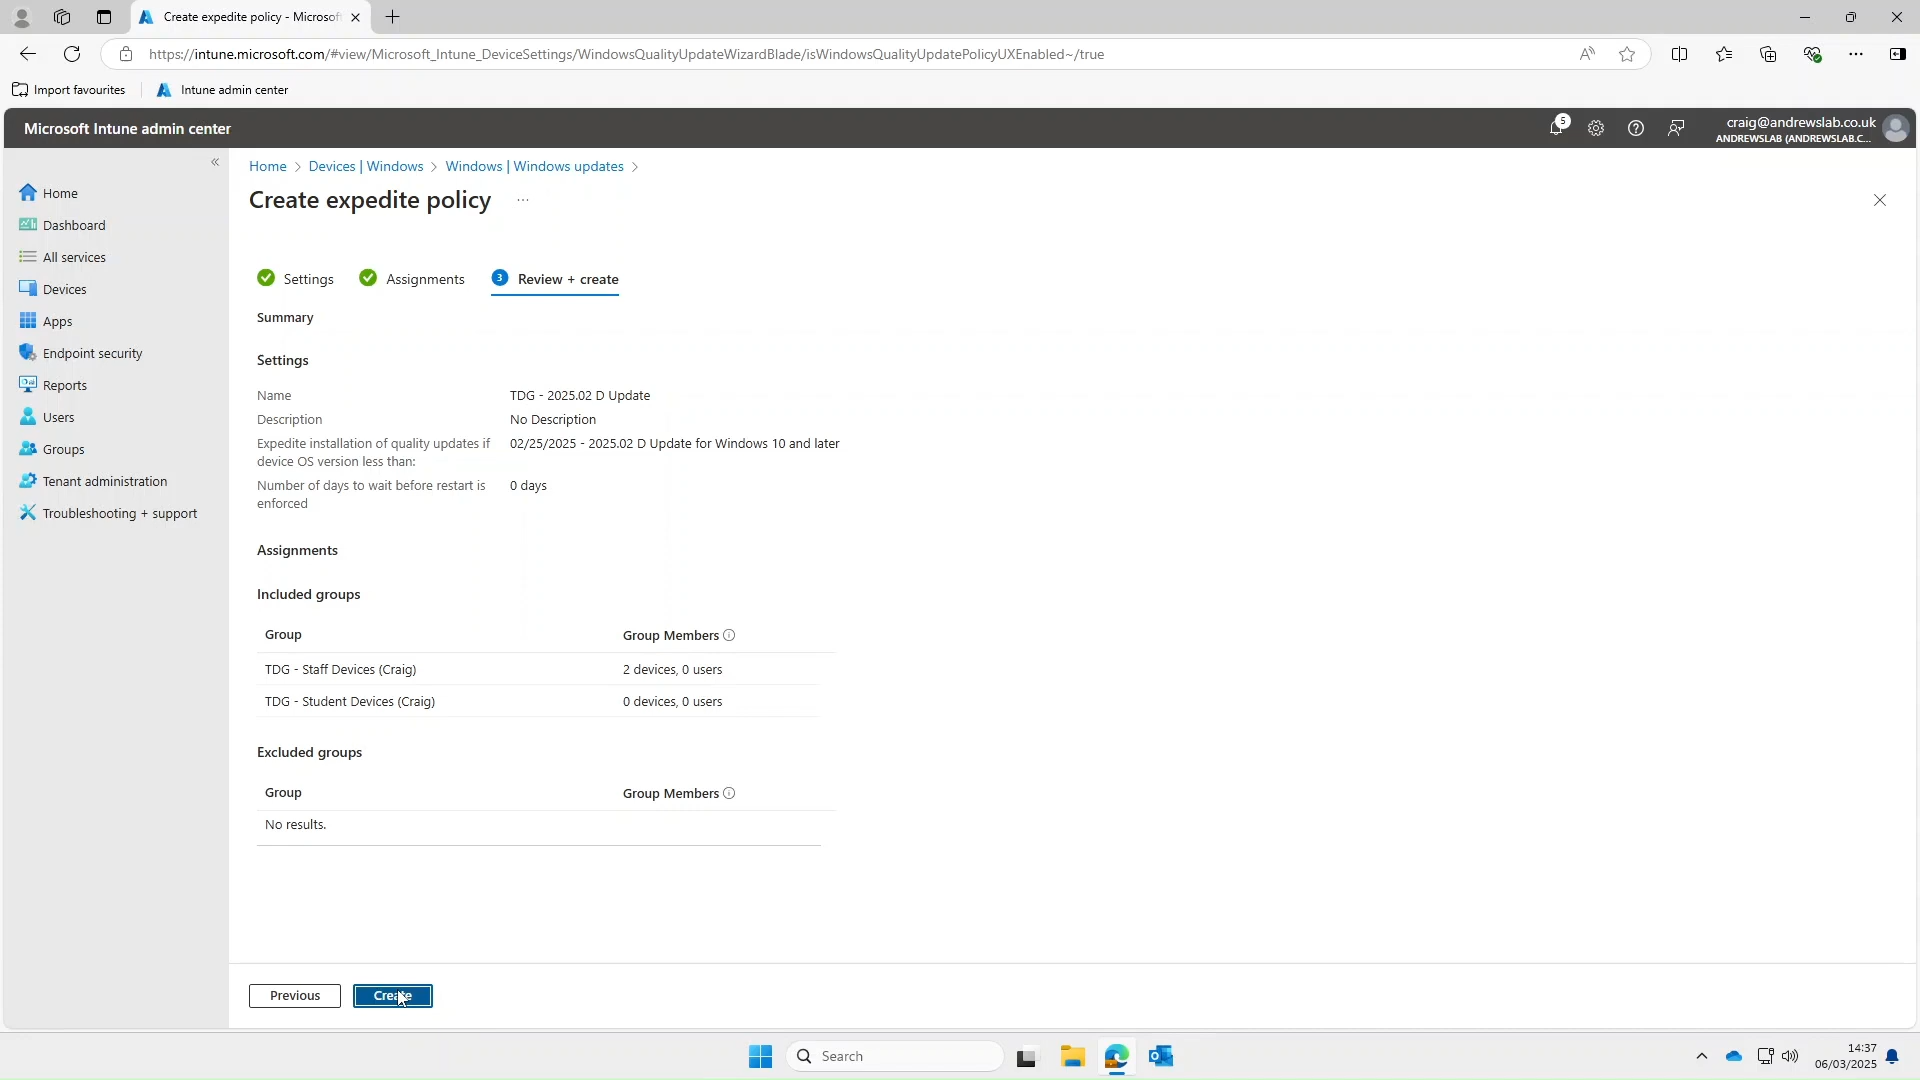 Create expedite policy - Microsof
https://intune.microsoft.com/#view/Microsoft_Intune_DeviceSettings/WindowsQualityUpdateWizardBlade/isWindowsQualityUpdatePolicyUXEnabled~/true
Import favourites
Intune admin center
Microsoft Intune admin center
5
craig@andrewslab.co.uk
ANDREWSLAB (ANDREWSLAB.C...
Home
Dashboard
All services
Devices
Apps
Endpoint security
Reports
Users
Groups
Tenant administration
Troubleshooting + support
Home > Devices | Windows > Windows | Windows updates >
Create expedite policy ...
Settings
Assignments
3 Review + create
Summary
Settings
Name TDG - 2025.02 D Update
Description No Description
Expedite installation of quality updates if 02/25/2025 - 2025.02 D Update for Windows 10 and later
device OS version less than:
Number of days to wait before restart is 0 days
enforced
Assignments
Included groups
Group Group Members
TDG - Staff Devices (Craig) 2 devices, 0 users
TDG - Student Devices (Craig) 0 devices, 0 users
Excluded groups
Group Group Members
No results.
Previous
Create
Search
14:37
06/03/2025